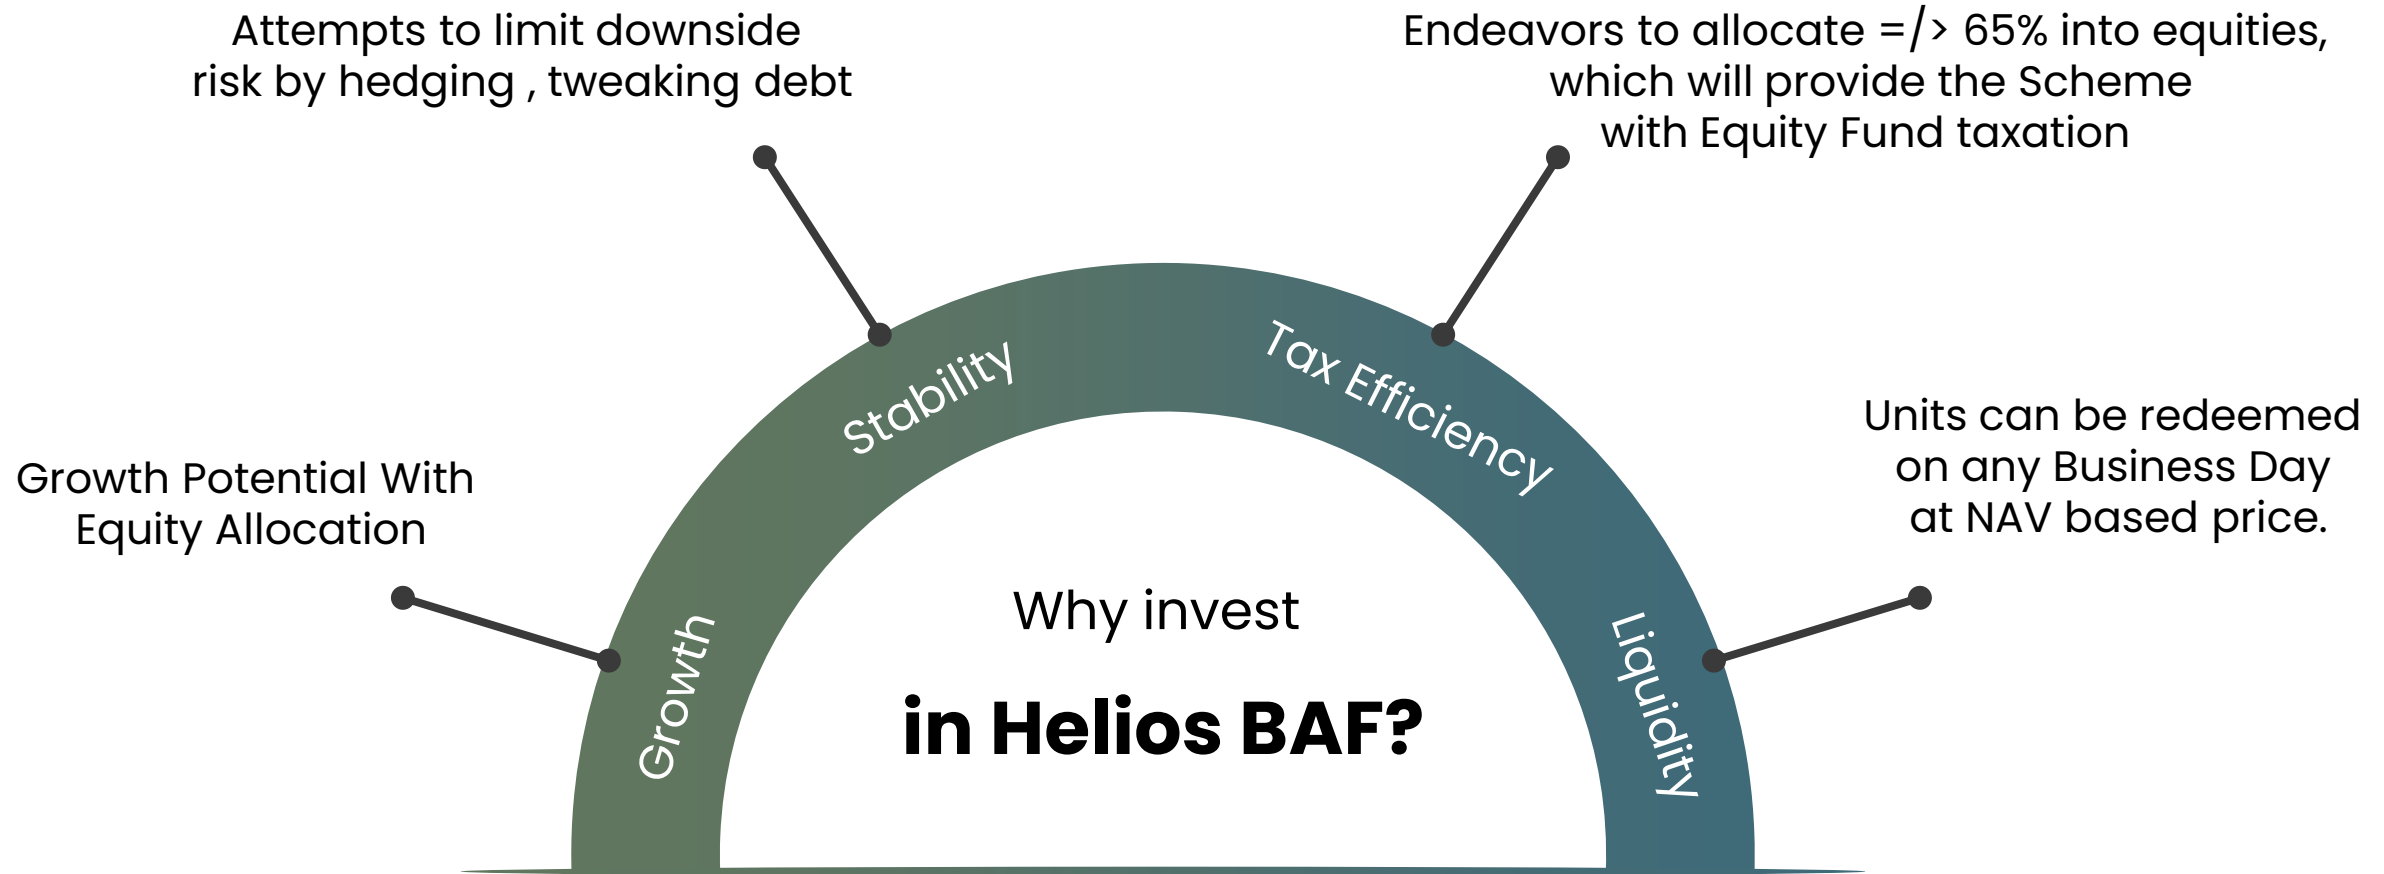 Attempts to limit downside
risk by hedging , tweaking debt
Endeavors to allocate =/> 65% into equities,
which will provide the Scheme
with Equity Fund taxation
Growth Potential With
Equity Allocation
Units can be redeemed
on any Business Day
at NAV based price.
Growth
Stability
Tax Efficiency
Liquidity
Why invest
in Helios BAF?